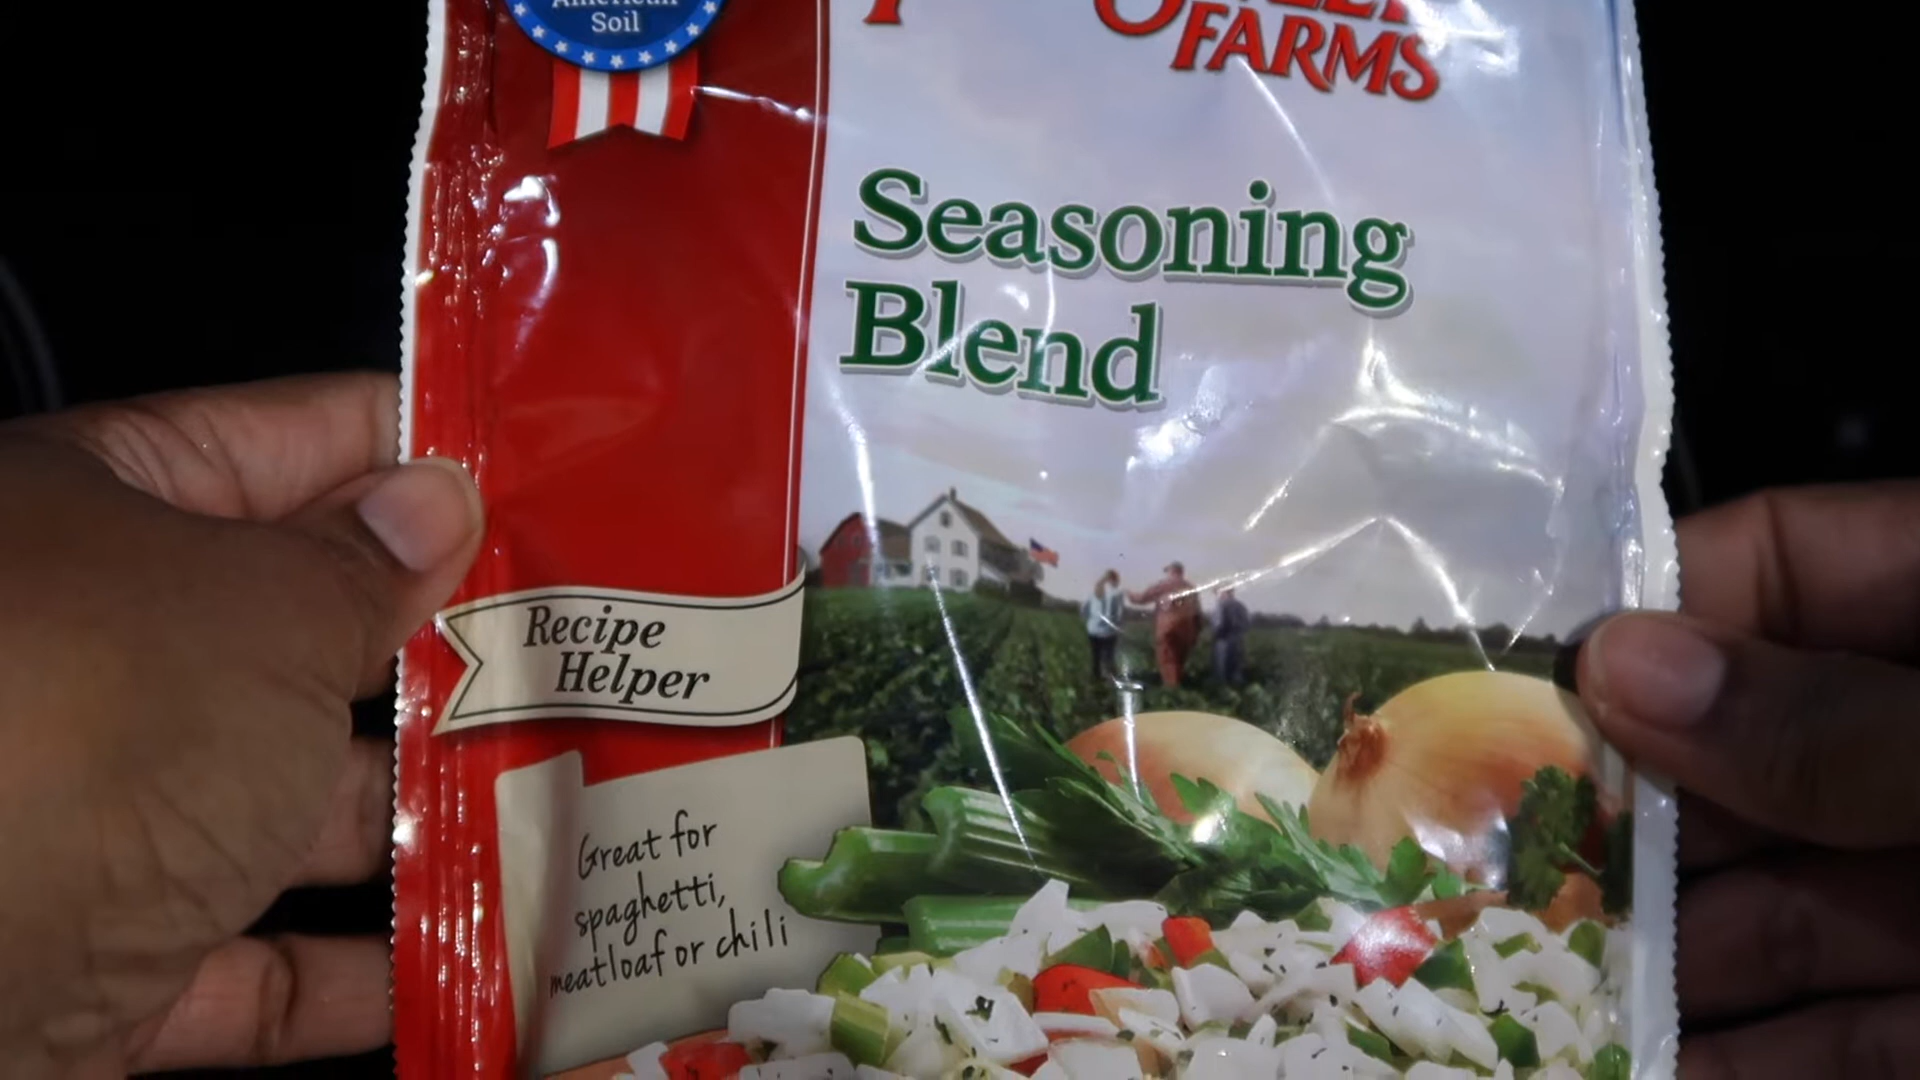 American
Soil
FARMS
Seasoning
Blend
Recipe
Helper
Great for
spaghetti,
meatloaf or chili